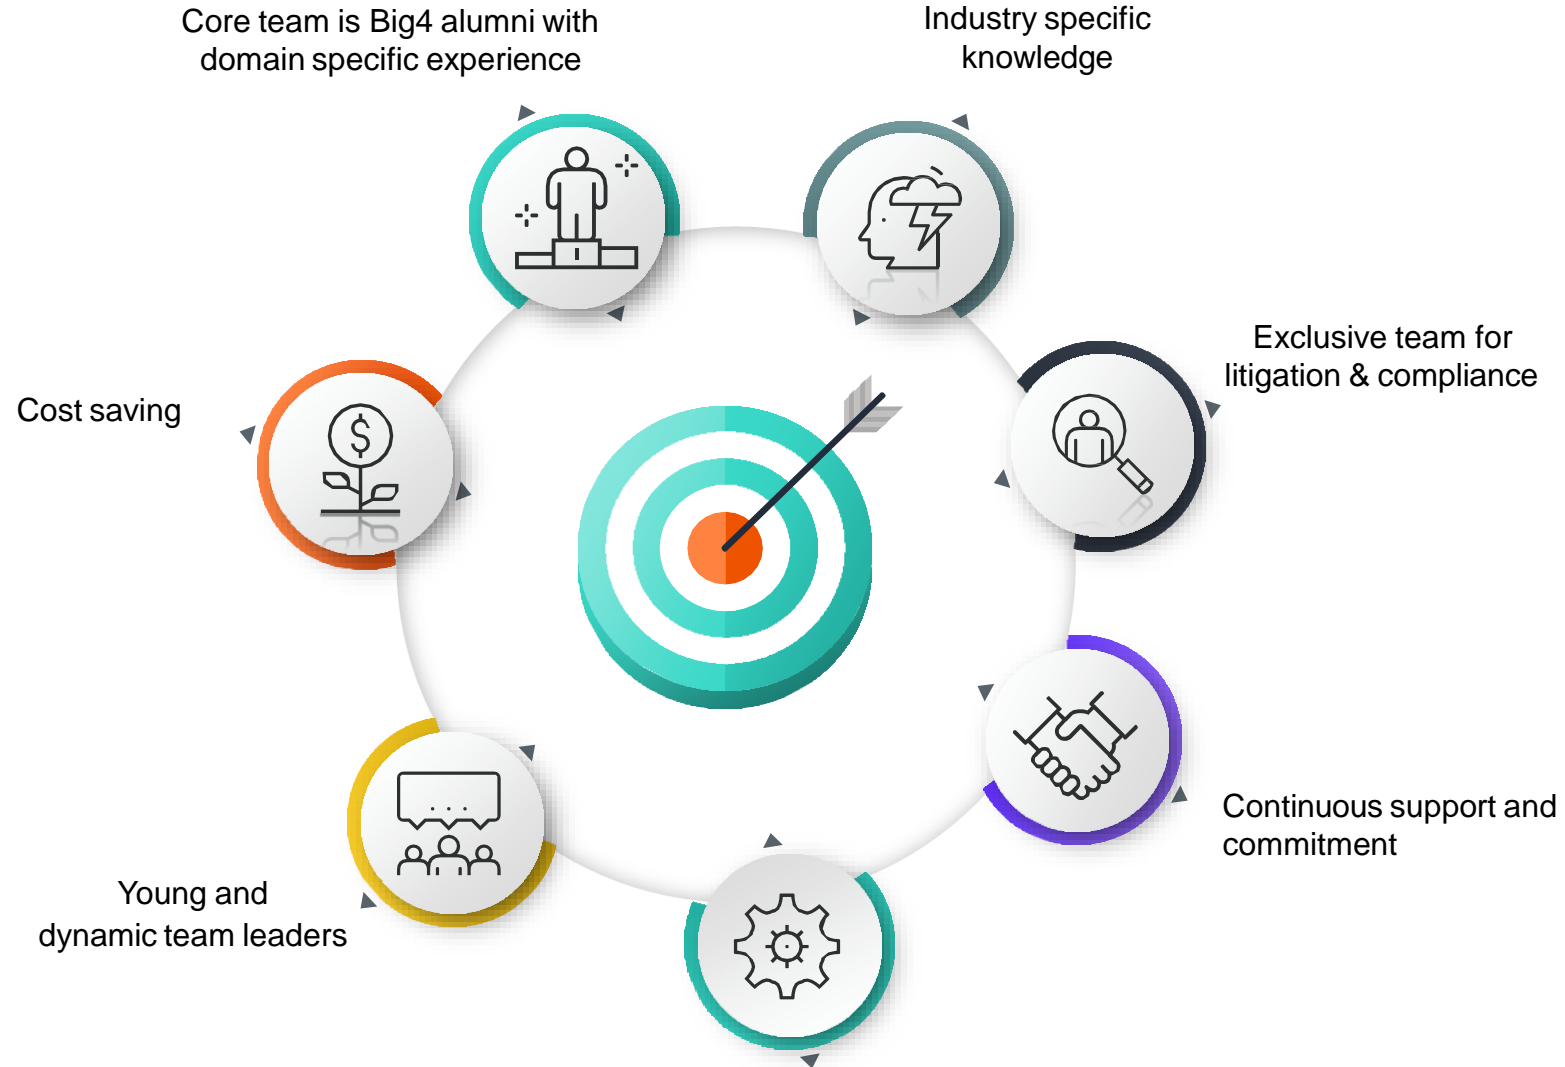 Core team is Big4 alumni with
domain specific experience
Industry specific
knowledge
Exclusive team for
litigation & compliance
Cost saving
$
Continuous support and
commitment
Young and
dynamic team leaders